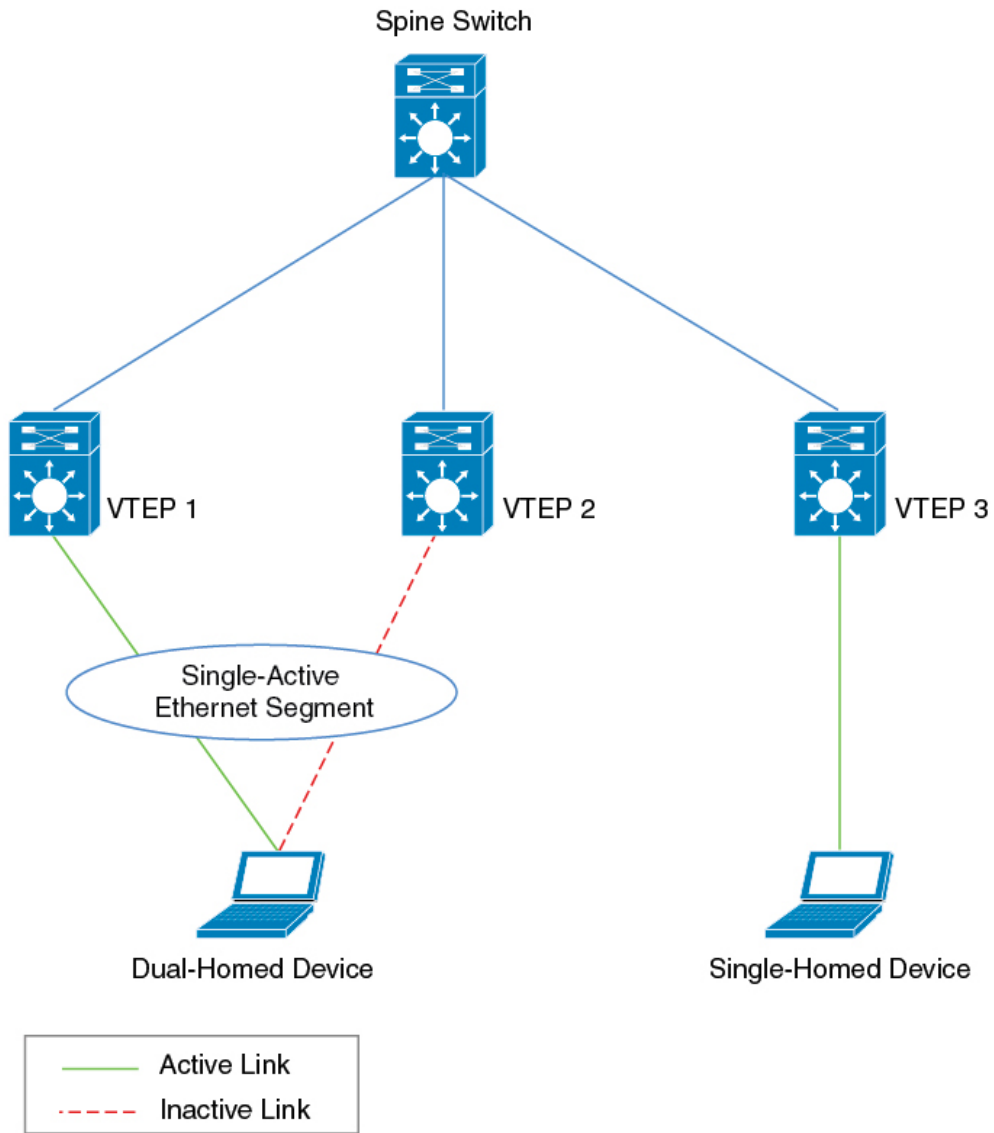 Spine Switch
VTEP 1
VTEP 2
VTEP 3
Single-Active
Ethernet Segment
Dual-Homed Device
Single-Homed Device
Active Link
Inactive Link